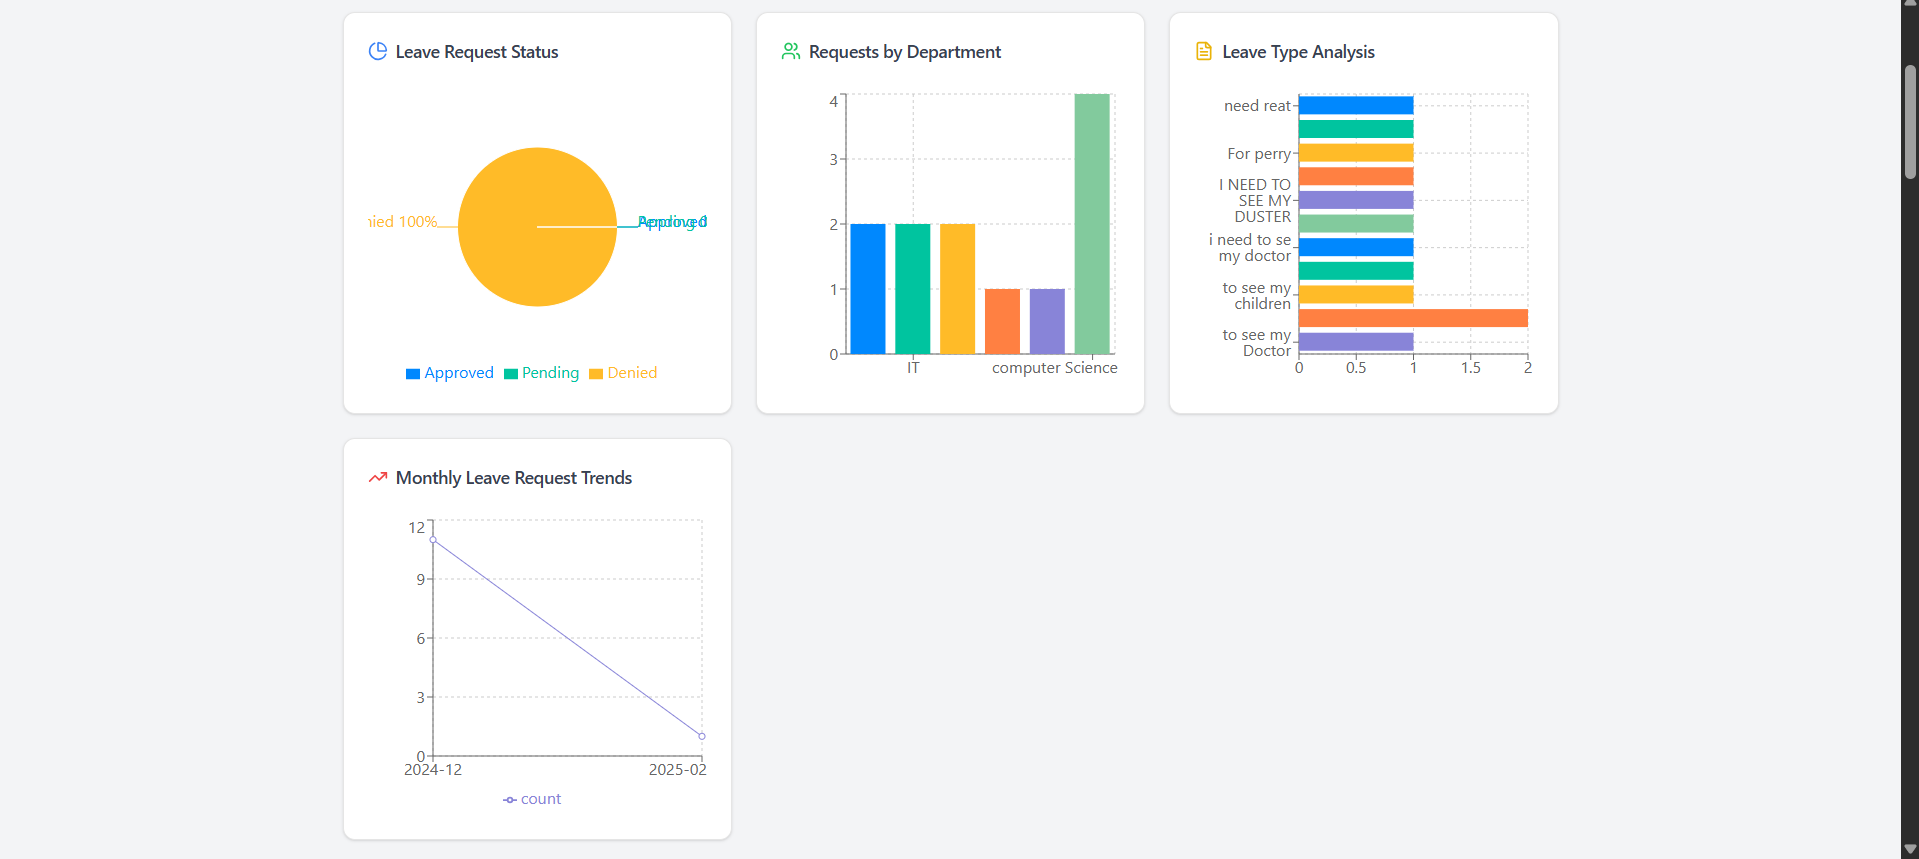 Leave Request Status
nied 100%
Approved
Pending
Denied
Requests by Department
4
3
2
1
0
IT
computer Science
Leave Type Analysis
need reat
For perry
I NEED TO
SEE MY
DUSTER
i need to se
my doctor
to see my
children
to see my
Doctor
0
0.5
1
1.5
2
Monthly Leave Request Trends
12
9
6
3
0
2024-12
2025-02
count